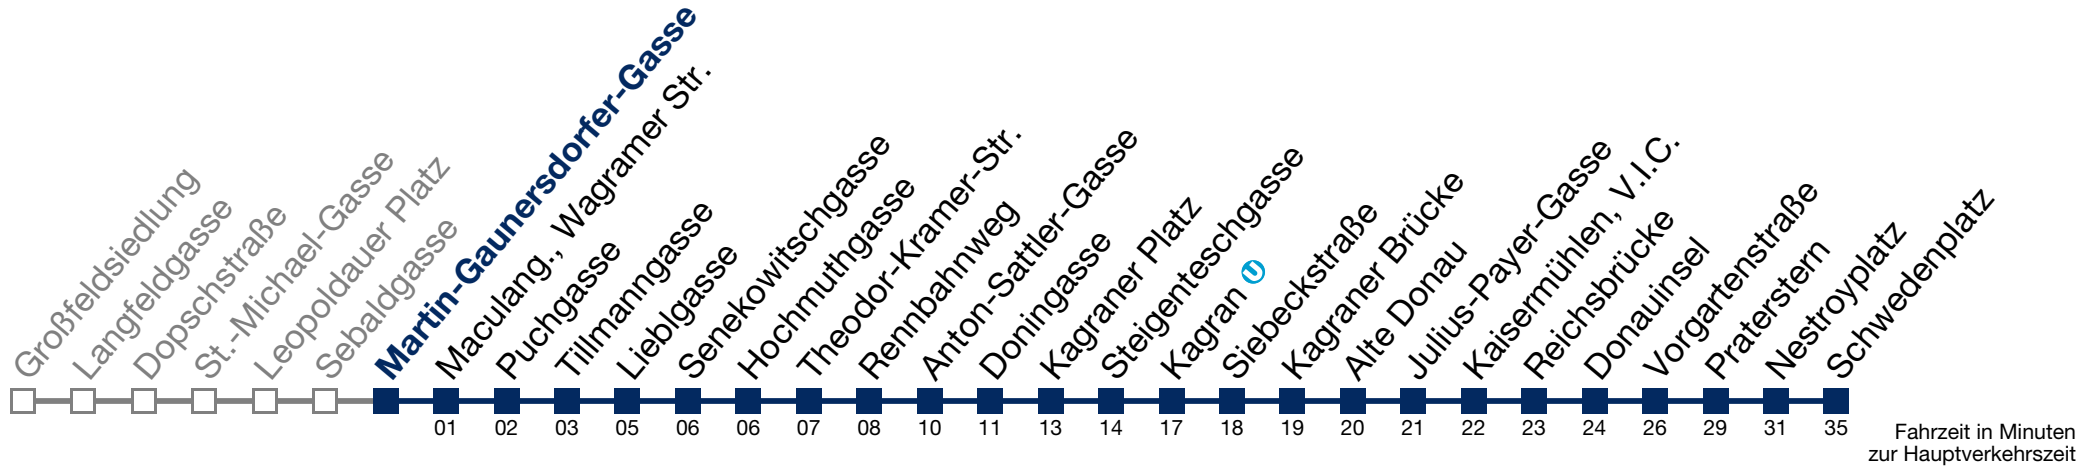 Großfeldsiedlung
Langfeldgasse
Dopschstraße
St.-Michael-Gasse
Leopoldauer Platz
Sebaldgasse
Martin-Gaunersdorfer-Gasse
Maculang., Wagramer Str.
Puchgasse
Tillmanngasse
Lieblgasse
Senekowitschgasse
Hochmuthgasse
Theodor-Kramer-Str.
Rennbahnweg
Anton-Sattler-Gasse
Doningasse
Kagraner Platz
Steigenteschgasse
Kagran U
Siebeckstraße
Kagraner Brücke
Alte Donau
Julius-Payer-Gasse
Kaisermühlen, V.I.C.
Reichsbrücke
Donauinsel
Vorgartenstraße
Praterstern
Nestroyplatz
Schwedenplatz
01 02 03 05 06 06 07 08 10 11 13 14 17 18 19 20 21 22 23 24 26 29 31 35
Fahrzeit in Minuten
zur Hauptverkehrszeit